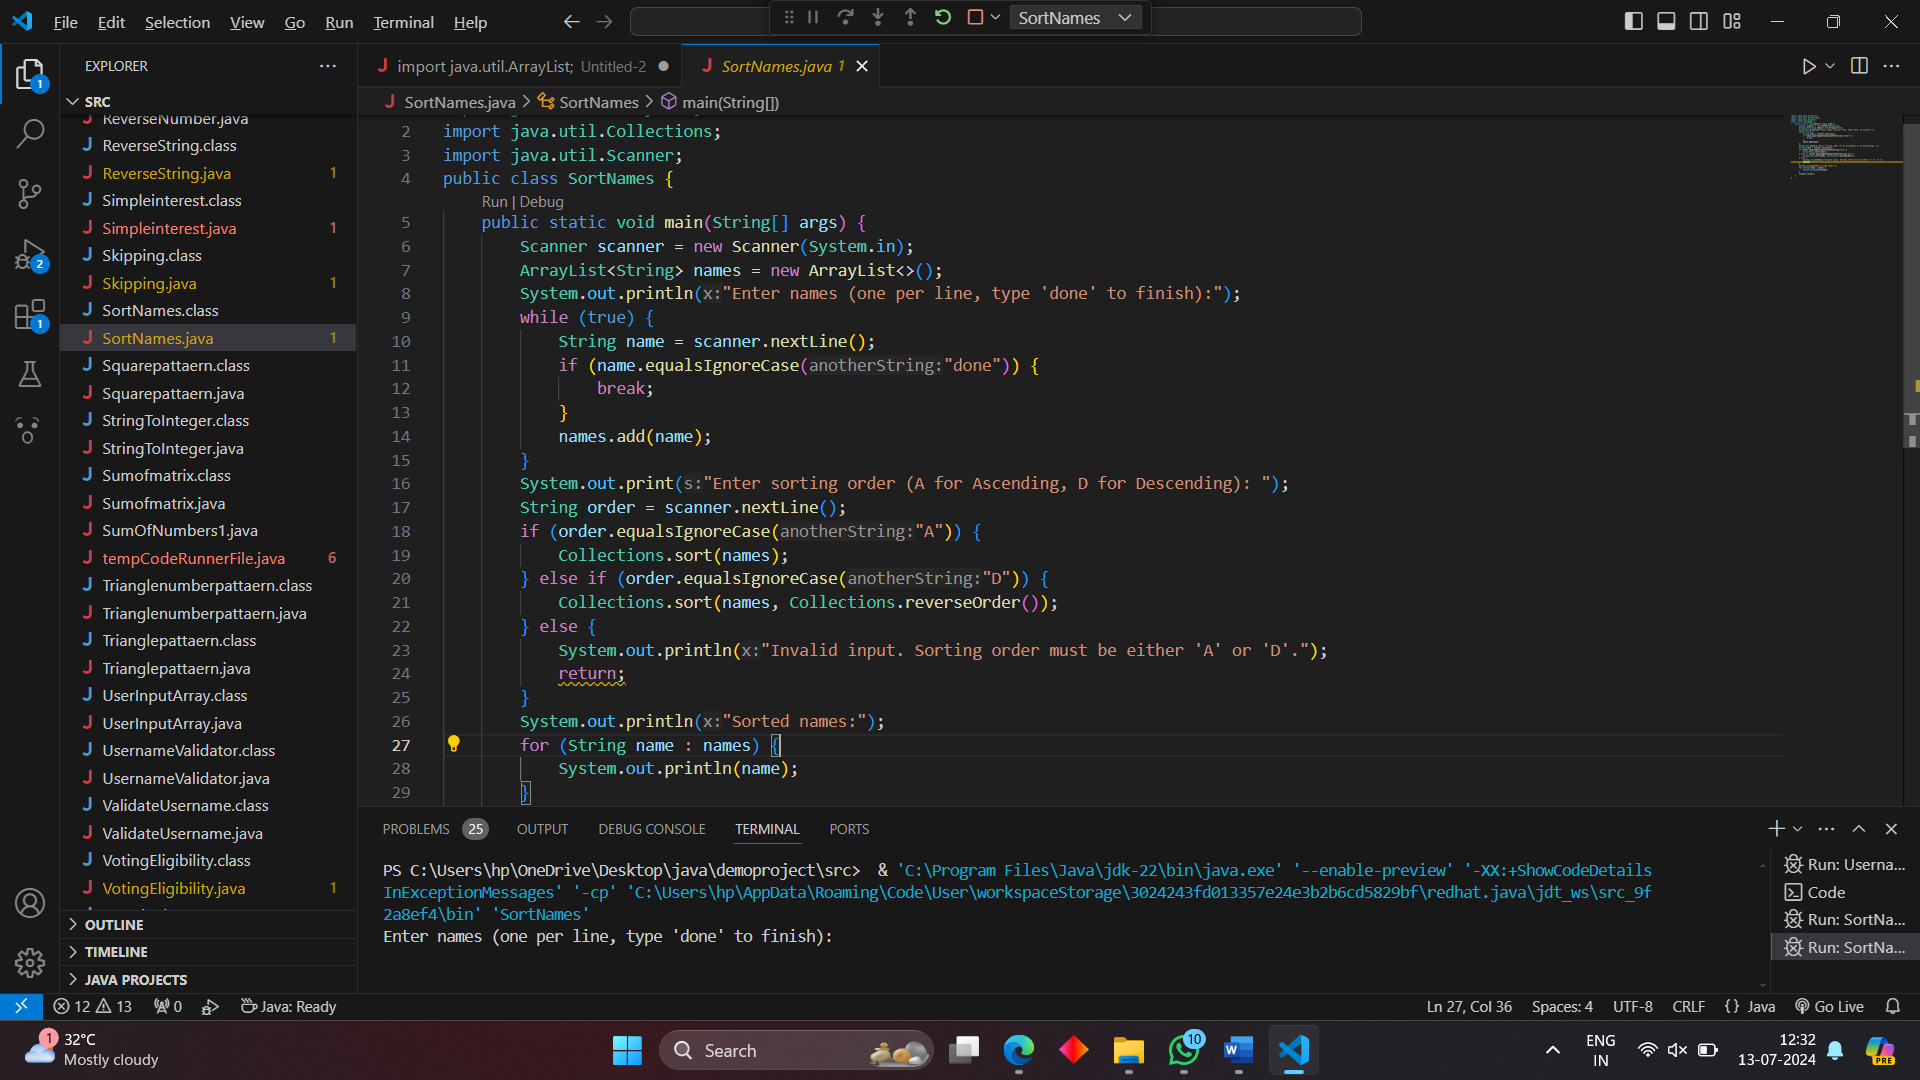 File Edit Selection View Go Run Terminal Help
SortNames
EXPLORER
SRC
ReverseNumber.java
ReverseString.class
ReverseString.java 1
Simpleinterest.class
Simpleinterest.java 1
Skipping.class
Skipping.java 1
SortNames.class
SortNames.java 1
Squarepattaern.class
Squarepattaern.java
StringToInteger.class
StringToInteger.java
Sumofmatrix.class
Sumofmatrix.java
SumOfNumbers1.java
tempCodeRunnerFile.java 6
Trianglenumberpattaern.class
Trianglenumberpattaern.java
Trianglepattaern.class
Trianglepattaern.java
UserInputArray.class
UserInputArray.java
UsernameValidator.class
UsernameValidator.java
ValidateUsername.class
ValidateUsername.java
VotingEligibility.class
VotingEligibility.java 1
OUTLINE
TIMELINE
JAVA PROJECTS
1
2
1
import java.util.ArrayList; Untitled-2
SortNames.java 1
SortNames.java > SortNames > main(String[])
2 import java.util.Collections;
3 import java.util.Scanner;
4 public class SortNames {
Run | Debug
5 public static void main(String[] args) {
6 Scanner scanner = new Scanner(System.in);
7 ArrayList<String> names = new ArrayList<>();
8 System.out.println(x:"Enter names (one per line, type 'done' to finish):");
9 while (true) {
10 String name = scanner.nextLine();
11 if (name.equalsIgnoreCase(anotherString:"done")) {
12 break;
13 }
14 names.add(name);
15 }
16 System.out.print(s:"Enter sorting order (A for Ascending, D for Descending): ");
17 String order = scanner.nextLine();
18 if (order.equalsIgnoreCase(anotherString:"A")) {
19 Collections.sort(names);
20 } else if (order.equalsIgnoreCase(anotherString:"D")) {
21 Collections.sort(names, Collections.reverseOrder());
22 } else {
23 System.out.println(x:"Invalid input. Sorting order must be either 'A' or 'D'.");
24 return;
25 }
26 System.out.println(x:"Sorted names:");
27 for (String name : names) {
28 System.out.println(name);
29 }
PROBLEMS 25 OUTPUT DEBUG CONSOLE TERMINAL PORTS
PS C:\Users\hp\OneDrive\Desktop\java\demoproject\src> & 'C:\Program Files\Java\jdk-22\bin\java.exe' '--enable-preview' '-XX:+ShowCodeDetails
InExceptionMessages' '-cp' 'C:\Users\hp\AppData\Roaming\Code\User\workspaceStorage\3024243fd013357e24e3b2b6cd5829bf\redhat.java\jdt_ws\src_9f
2a8ef4\bin' 'SortNames'
Enter names (one per line, type 'done' to finish):
Run: Userna...
Code
Run: SortNa...
Run: SortNa...
12 13 0 Java: Ready
Ln 27, Col 36 Spaces: 4 UTF-8 CRLF {} Java Go Live
1
32°C
Mostly cloudy
Search
10
ENG
IN
12:32
13-07-2024
PRE